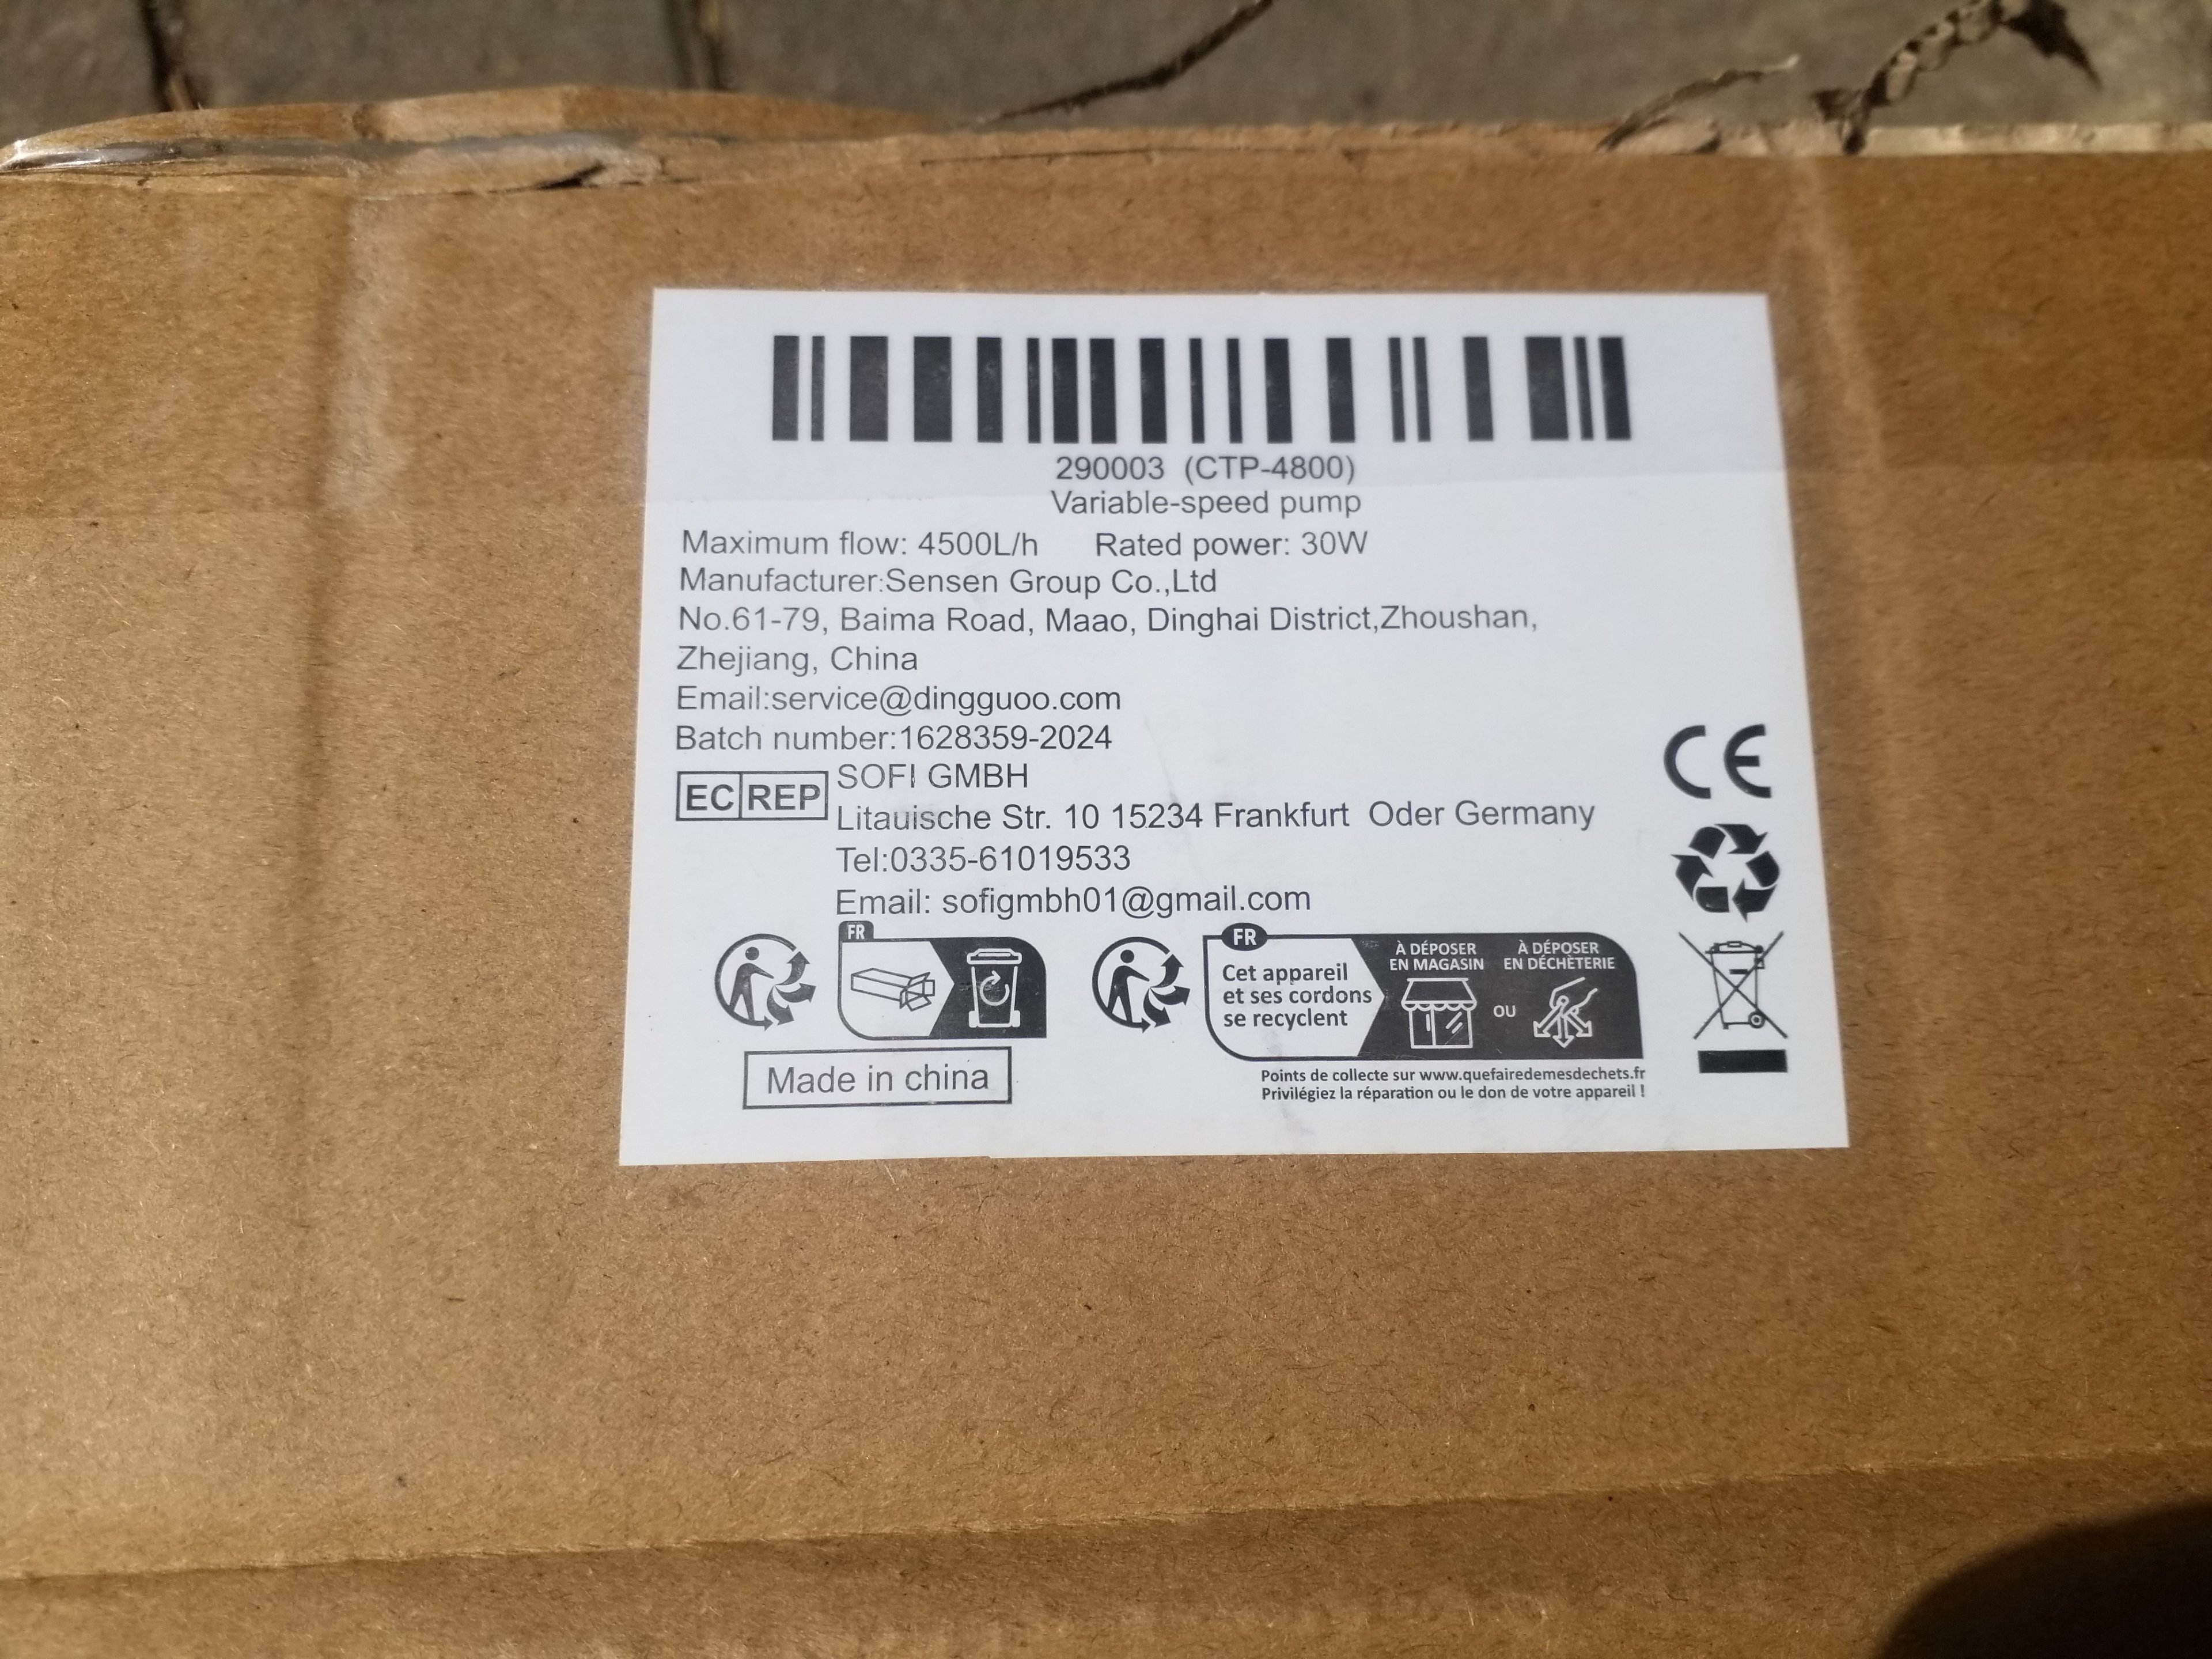 290003 (CTP-4800)
Variable-speed pump
Maximum flow: 4500L/h Rated power: 30W
Manufacturer:Sensen Group Co.,Ltd
No.61-79, Baima Road, Maao, Dinghai District,Zhoushan,
Zhejiang, China
Email:service@dingguoo.com
Batch number:1628359-2024
EC REP
SOFI GMBH
Litauische Str. 10 15234 Frankfurt Oder Germany
Tel:0335-61019533
Email: sofigmbh01@gmail.com
CE
FR
FR
Cet appareil
et ses cordons
se recyclent
À DÉPOSER
EN MAGASIN
OU
À DÉPOSER
EN DÉCHÈTERIE
Points de collecte sur www.quefairedemesdechets.fr
Privilégiez la réparation ou le don de votre appareil !
Made in china